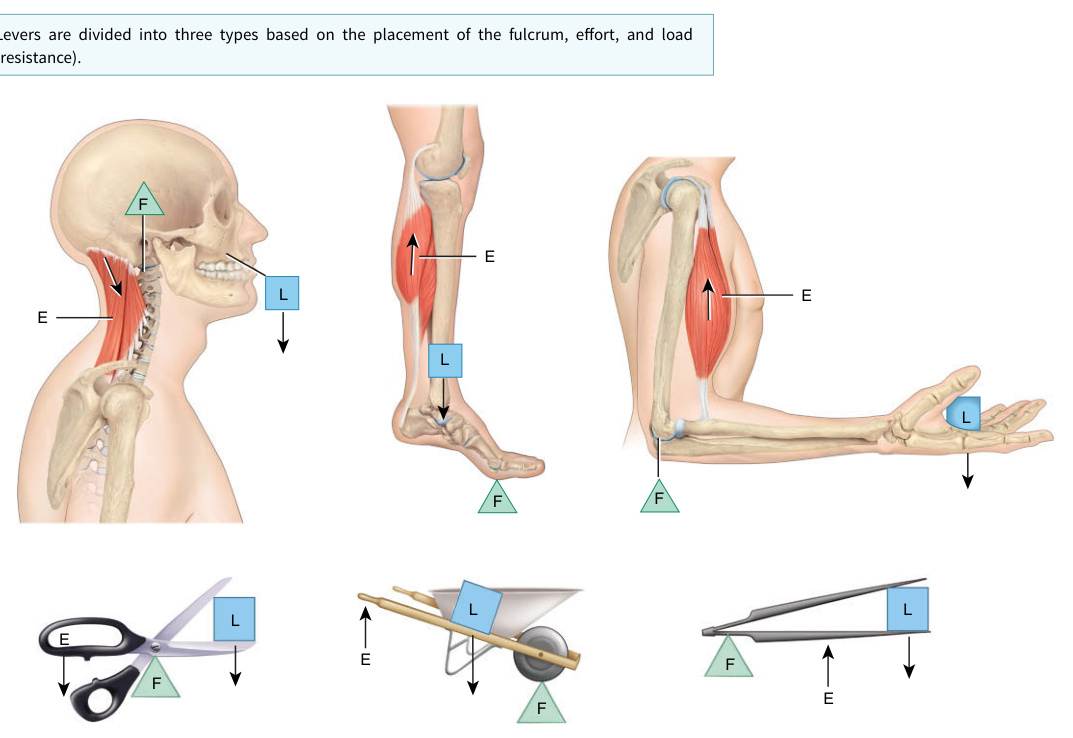 Levers are divided into three types based on the placement of the fulcrum, effort, and load
resistance).
F
L
E
E
L
F
E
L
F
E
L
F
L
E
F
L
F
E